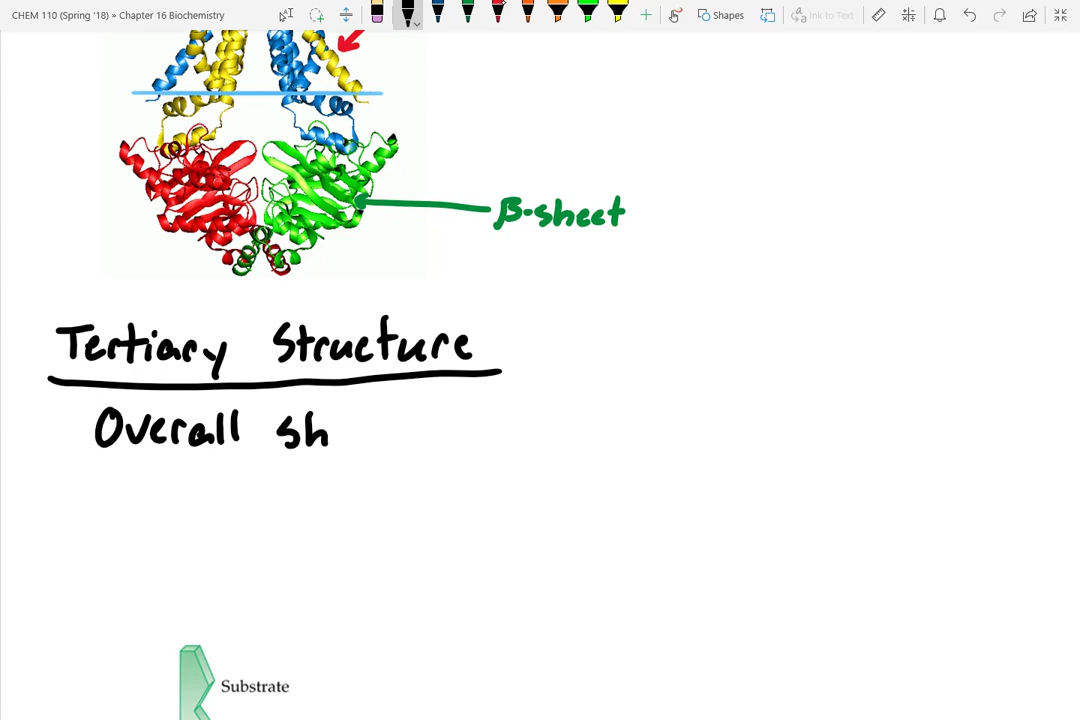 CHEM 110 (Spring '18) » Chapter 16 Biochemistry
Shapes
Ink to Text
β-sheet
Tertiary Structure
Overall sh
Substrate